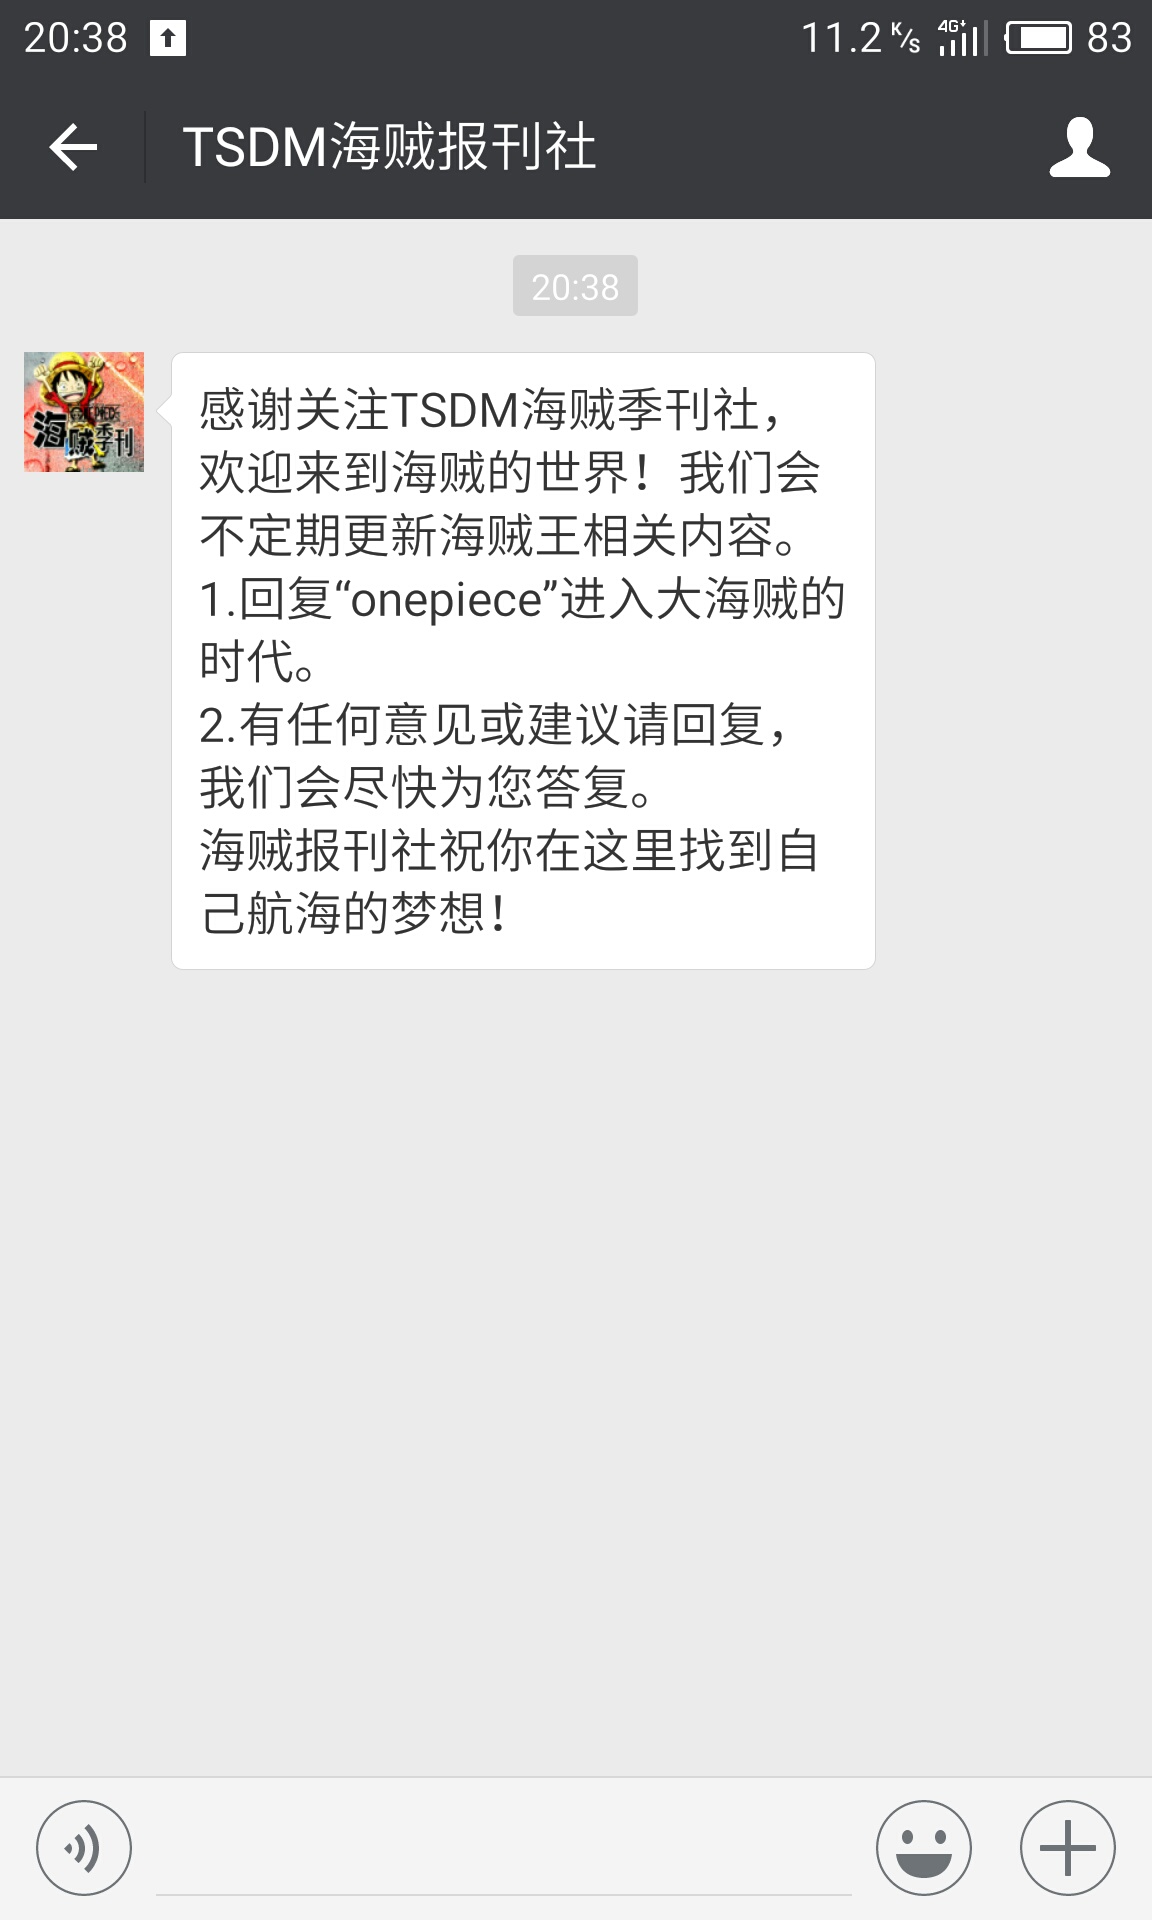 20:38
11.2 K/s 4G+ 83
TSDM海贼报刊社
20:38
ONE PIECE
海贼季刊
感谢关注TSDM海贼季刊社，
欢迎来到海贼的世界！我们会
不定期更新海贼王相关内容。
1.回复“onepiece”进入大海贼的
时代。
2.有任何意见或建议请回复，
我们会尽快为您答复。
海贼报刊社祝你在这里找到自
己航海的梦想！